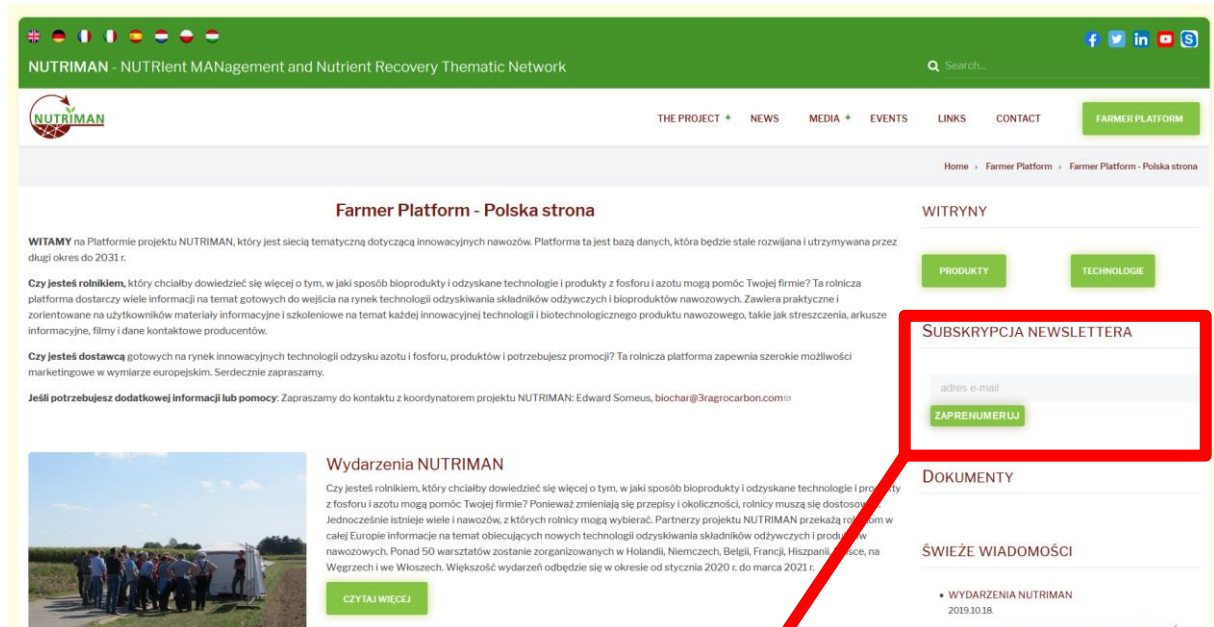 NUTRIMAN - NUTRIent MANagement and Nutrient Recovery Thematic Network
Search...
NUTRIMAN
THE PROJECT + NEWS MEDIA + EVENTS LINKS CONTACT FARMER PLATFORM
Home › Farmer Platform › Farmer Platform - Polska strona
Farmer Platform - Polska strona
WITAMY na Platformie projektu NUTRIMAN, który jest siecią tematyczną dotyczącą innowacyjnych nawozów. Platforma ta jest bazą danych, która będzie stale rozwijana i utrzymywana przez
długi okres do 2031 r.
Czy jesteś rolnikiem, który chciałby dowiedzieć się więcej o tym, w jaki sposób bioprodukty i odzyskane technologie i produkty z fosforu i azotu mogą pomóc Twojej firmie? Ta rolnicza
platforma dostarczy wiele informacji na temat gotowych do wejścia na rynek technologii odzyskiwania składników odżywczych i bioproduktów nawozowych. Zawiera praktyczne i
zorientowane na użytkowników materiały informacyjne i szkoleniowe na temat każdej innowacyjnej technologii i biotechnologicznego produktu nawozowego, takie jak streszczenia, arkusze
informacyjne, filmy i dane kontaktowe producentów.
Czy jesteś dostawcą gotowych na rynek innowacyjnych technologii odzysku azotu i fosforu, produktów i potrzebujesz promocji? Ta rolnicza platforma zapewnia szerokie możliwości
marketingowe w wymiarze europejskim. Serdecznie zapraszamy.
Jeśli potrzebujesz dodatkowej informacji lub pomocy: Zapraszamy do kontaktu z koordynatorem projektu NUTRIMAN: Edward Someus, biochar@3ragrocarbon.com
WITRYNY
PRODUKTY TECHNOLOGIE
SUBSKRYPCJA NEWSLETTERA
adres e-mail
ZAPRENUMERUJ
DOKUMENTY
ŚWIEŻE WIADOMOŚCI
• WYDARZENIA NUTRIMAN
2019.10.18.
Wydarzenia NUTRIMAN
Czy jesteś rolnikiem, który chciałby dowiedzieć się więcej o tym, w jaki sposób bioprodukty i odzyskane technologie i
z fosforu i azotu mogą pomóc Twojej firmie? Ponieważ zmieniają się przepisy i okoliczności, rolnicy muszą się
Jednocześnie istnieje wiele i nawozów, z których rolnicy mogą wybierać. Partnerzy projektu NUTRIMAN przekażą w
całej Europie informacje na temat obiecujących nowych technologii odzyskiwania składników odżywczych i
nawozowych. Ponad 50 warsztatów zostanie zorganizowanych w Holandii, Niemczech, Belgii, Francji, Hiszpanii, na
Węgrzech i we Włoszech. Większość wydarzeń odbędzie się w okresie od stycznia 2020 r. do marca 2021 r.
CZYTAJ WIĘCEJ